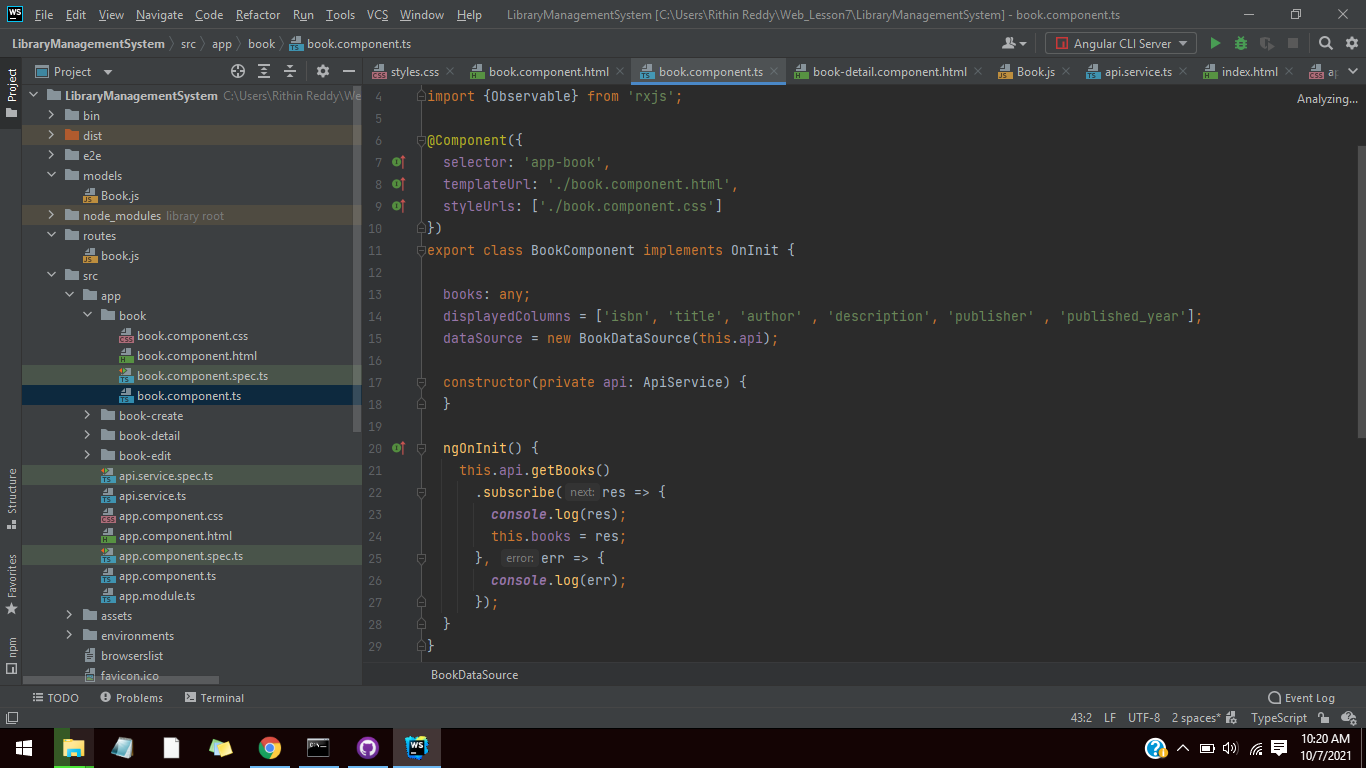 WS File Edit View Navigate Code Refactor Run Tools VCS Window Help LibraryManagementSystem [C:\Users\Rithin Reddy\Web_Lesson7\LibraryManagementSystem] - book.component.ts
LibraryManagementSystem src app book book.component.ts Angular CLI Server
Project
styles.css book.component.html book.component.ts book-detail.component.html Book.js api.service.ts index.html
Project
Structure
Favorites
npm
LibraryManagementSystem C:\Users\Rithin Reddy\We
bin
dist
e2e
models
Book.js
node_modules library root
routes
book.js
src
app
book
book.component.css
book.component.html
book.component.spec.ts
book.component.ts
book-create
book-detail
book-edit
api.service.spec.ts
api.service.ts
app.component.css
app.component.html
app.component.spec.ts
app.component.ts
app.module.ts
assets
environments
browserslist
favicon.ico
Analyzing...
4 import {Observable} from 'rxjs';
5
6 @Component({
7 selector: 'app-book',
8 templateUrl: './book.component.html',
9 styleUrls: ['./book.component.css']
10 })
11 export class BookComponent implements OnInit {
12
13 books: any;
14 displayedColumns = ['isbn', 'title', 'author' , 'description', 'publisher' , 'published_year'];
15 dataSource = new BookDataSource(this.api);
16
17 constructor(private api: ApiService) {
18 }
19
20 ngOnInit() {
21 this.api.getBooks()
22 .subscribe( next: res => {
23 console.log(res);
24 this.books = res;
25 }, error: err => {
26 console.log(err);
27 });
28 }
29 }
BookDataSource
TODO Problems Terminal Event Log
43:2 LF UTF-8 2 spaces* TypeScript
10:20 AM
10/7/2021